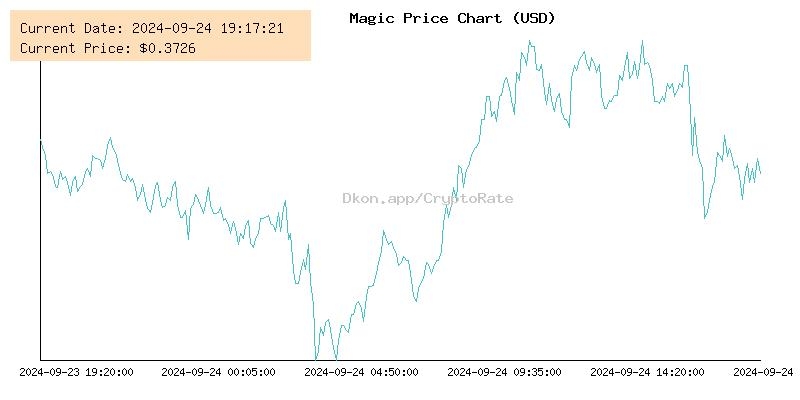 Magic Price Chart (USD)
Current Date: 2024-09-24 19:17:21
Current Price: $0.3726
Dkon.app/CryptoRate
2024-09-23 19:20:00 2024-09-24 00:05:00 2024-09-24 04:50:00 2024-09-24 09:35:00 2024-09-24 14:20:00 2024-09-24